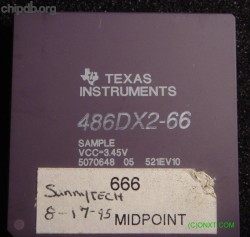 chipdb.org
TEXAS
INSTRUMENTS
486DX2-66
SAMPLE
VCC=3.45V
5070648 05 521EV10
666
SunnyTECH
8-17-95
MIDPOINT
(C)CNAT.COM